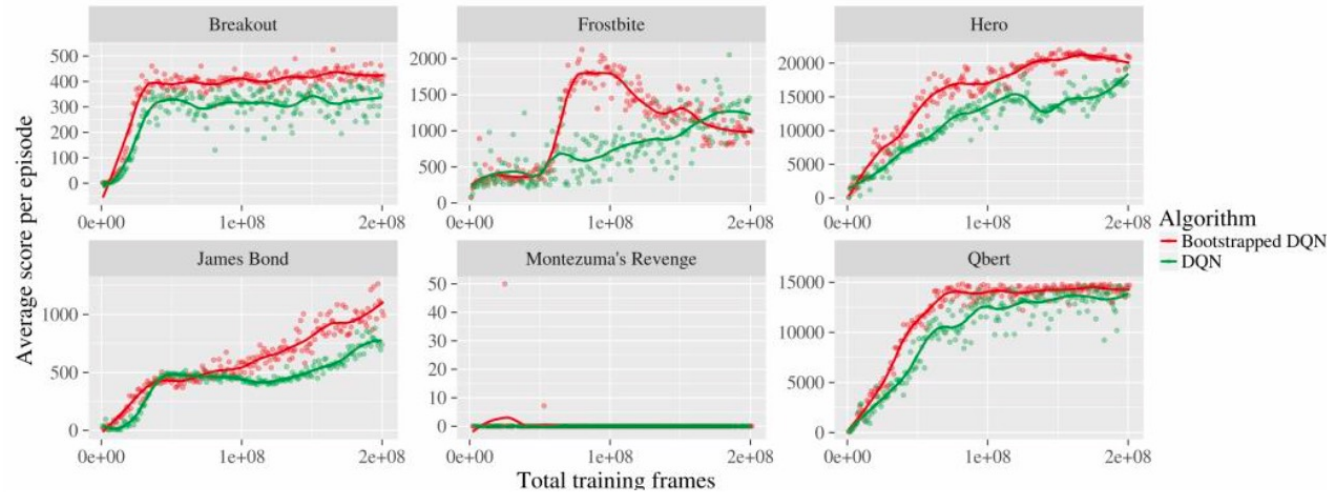 Breakout
Frostbite
Hero
500
400
300
200
100
0
2000
1500
1000
500
0
20000
15000
10000
5000
0
0e+00 1e+08 2e+08
0e+00 1e+08 2e+08
0e+00 1e+08 2e+08
James Bond
Montezuma's Revenge
Qbert
1000
500
0
50
40
30
20
10
0
15000
10000
5000
0
0e+00 1e+08 2e+08
0e+00 1e+08 2e+08
0e+00 1e+08 2e+08
Average score per episode
Total training frames
Algorithm
Bootstrapped DQN
DQN